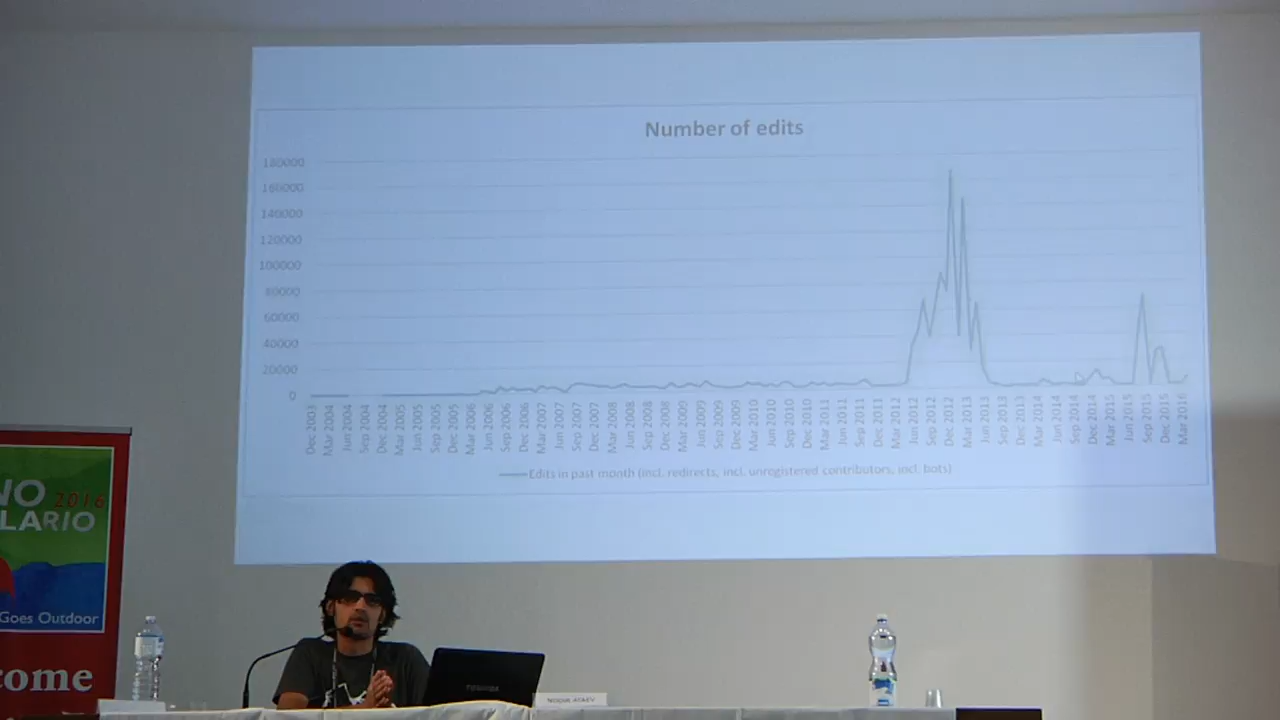 Number of edits
180000
160000
140000
120000
100000
80000
60000
40000
20000
0
Dec 2003
Mar 2004
Jun 2004
Sep 2004
Dec 2004
Mar 2005
Jun 2005
Sep 2005
Dec 2005
Mar 2006
Jun 2006
Sep 2006
Dec 2006
Mar 2007
Jun 2007
Sep 2007
Dec 2007
Mar 2008
Jun 2008
Sep 2008
Dec 2008
Mar 2009
Jun 2009
Sep 2009
Dec 2009
Mar 2010
Jun 2010
Sep 2010
Dec 2010
Mar 2011
Jun 2011
Sep 2011
Dec 2011
Mar 2012
Jun 2012
Sep 2012
Dec 2012
Mar 2013
Jun 2013
Sep 2013
Dec 2013
Mar 2014
Jun 2014
Sep 2014
Dec 2014
Mar 2015
Jun 2015
Sep 2015
Dec 2015
Mar 2016
Edits in past month (incl. redirects, incl. unregistered contributors, incl. bots)
NO 2016
LARIO
Goes Outdoor
come
TOSHIBA